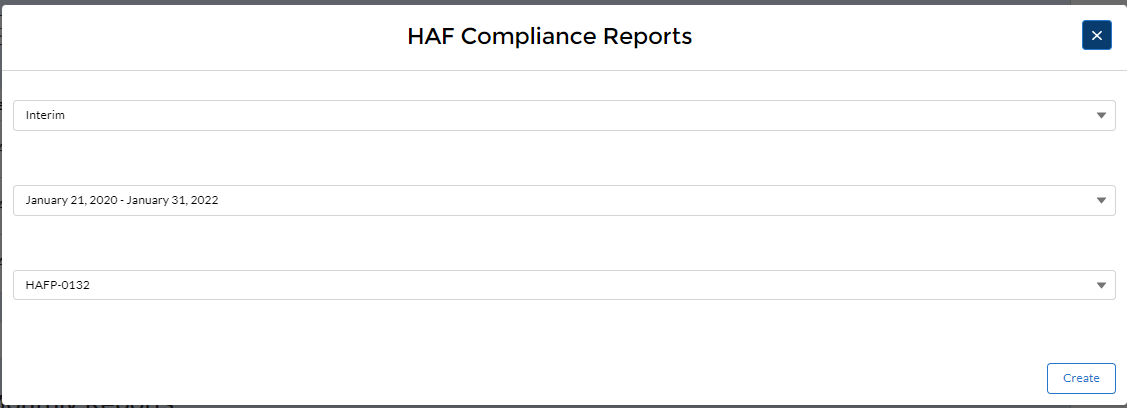 HAF Compliance Reports
Interim
January 21, 2020 - January 31, 2022
HAFP-0132
Create